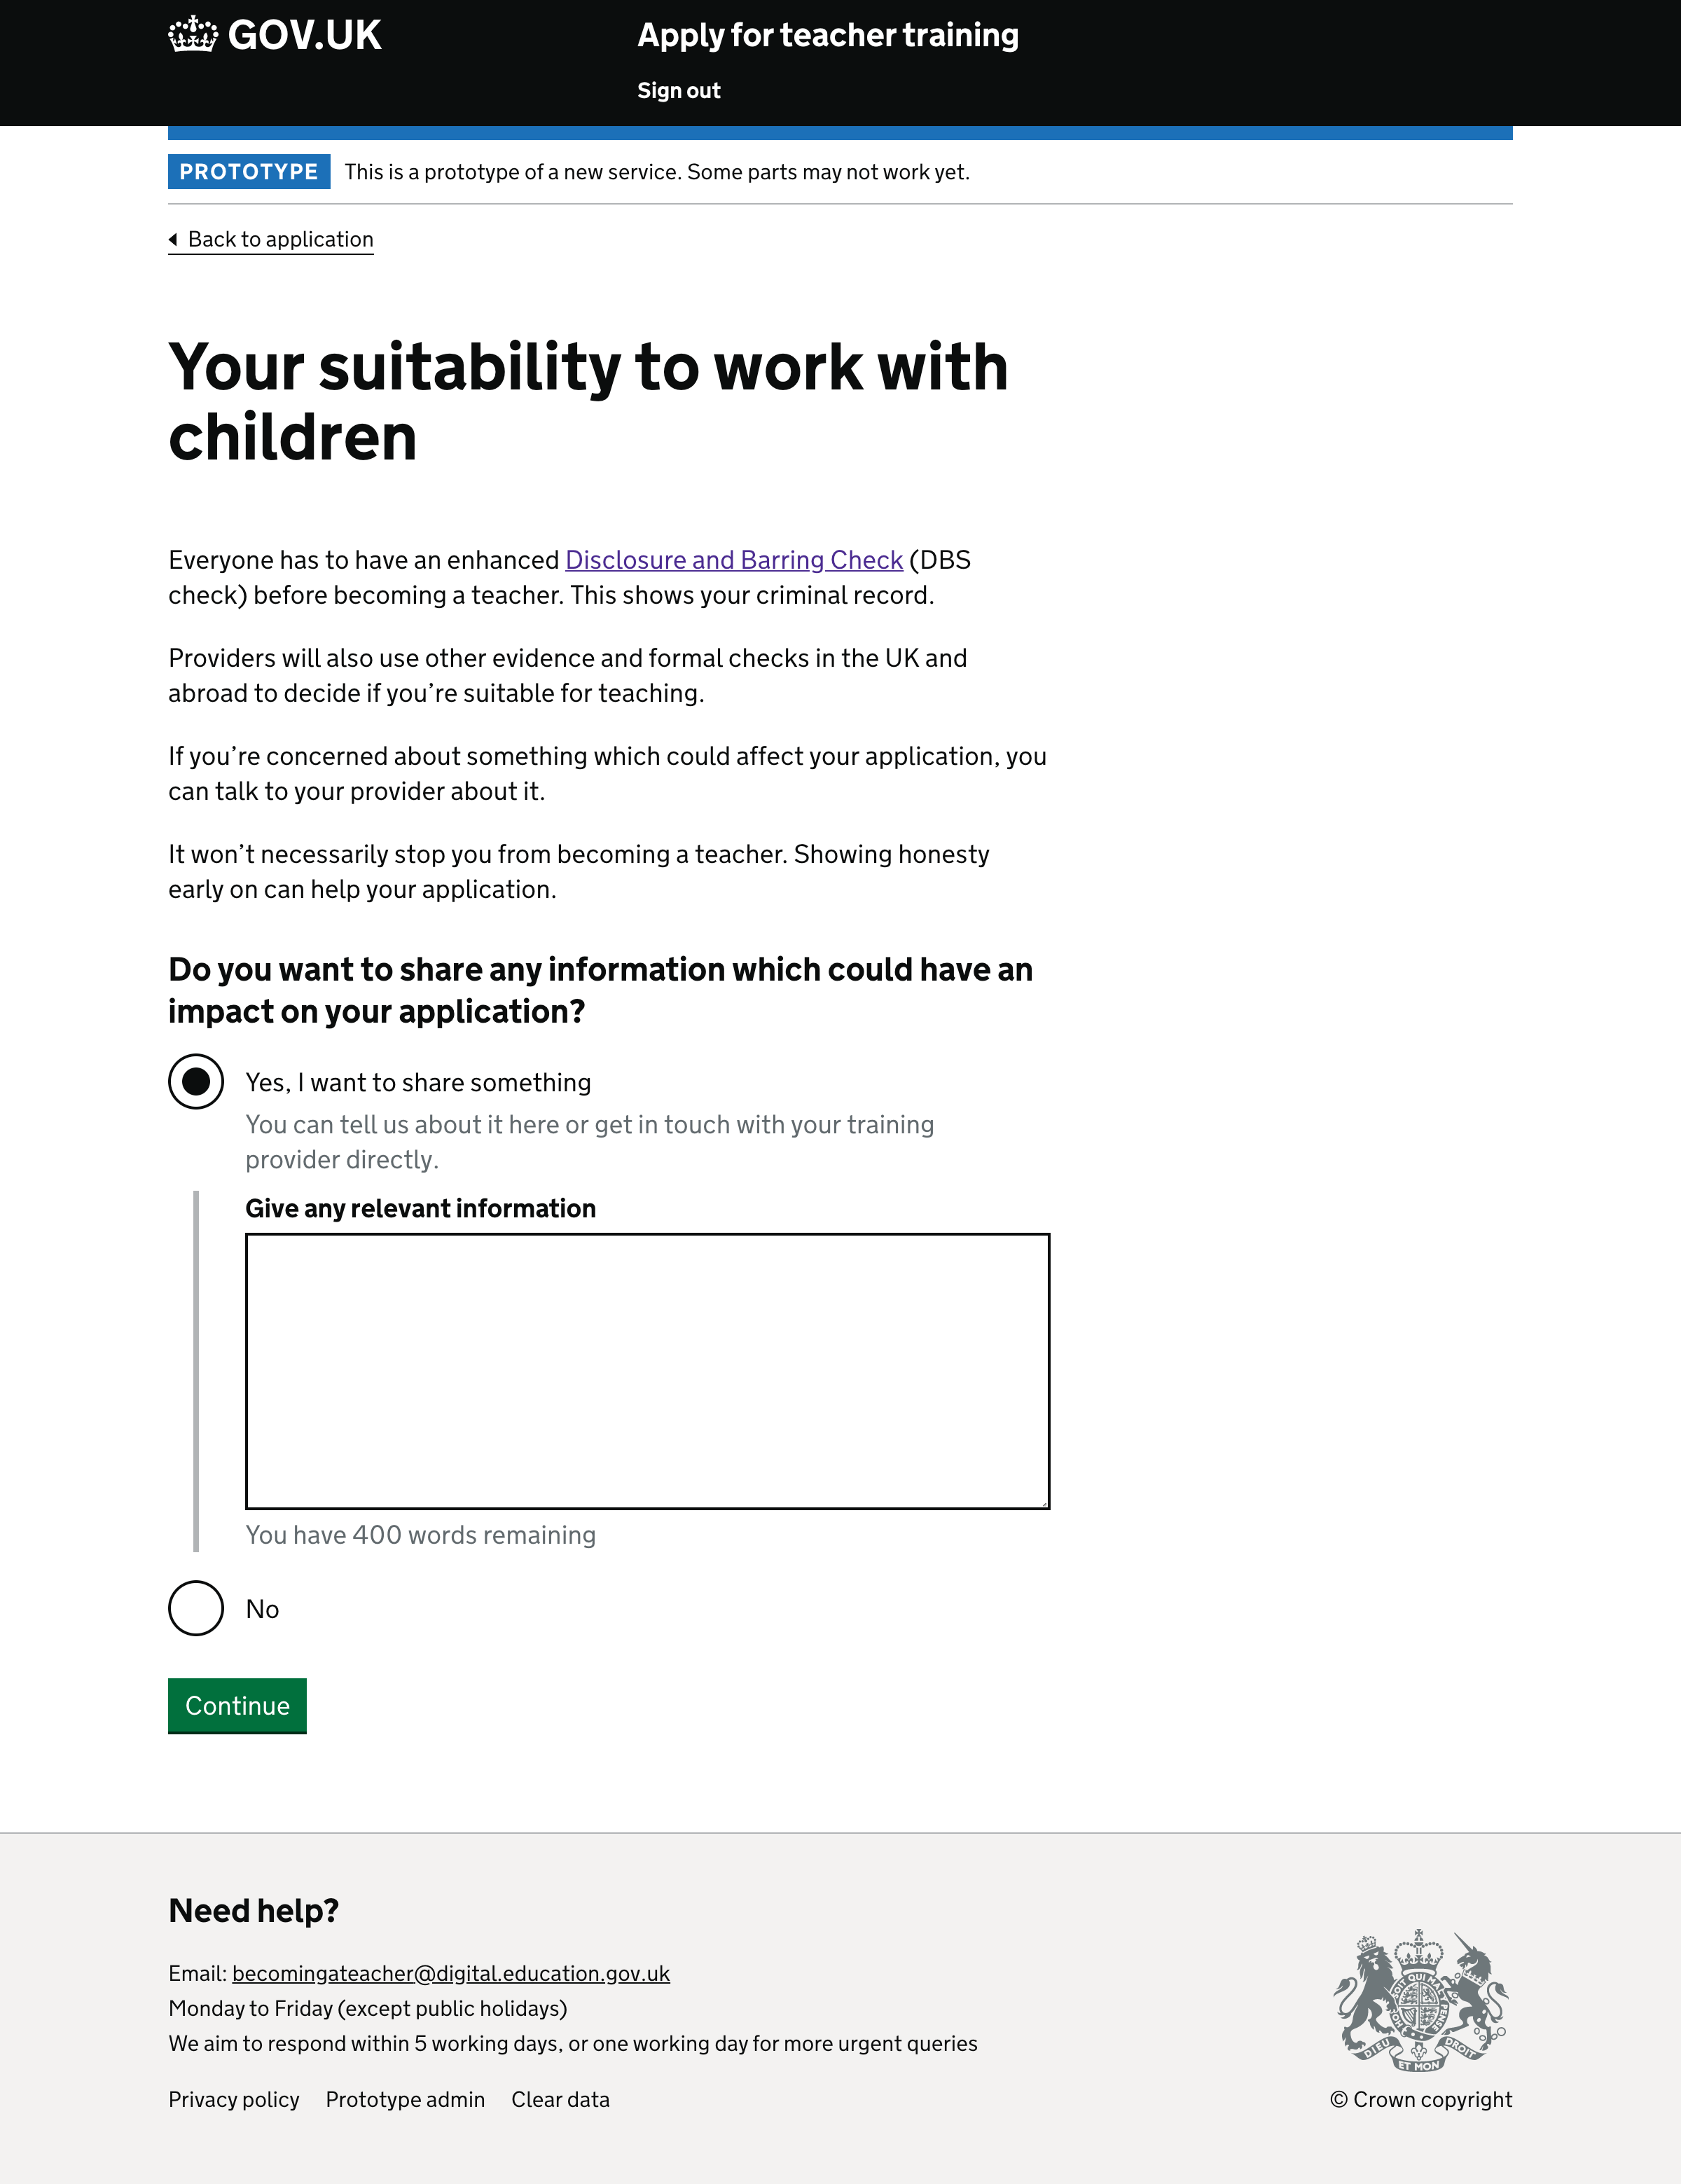 GOV.UK
Apply for teacher training
Sign out
PROTOTYPE This is a prototype of a new service. Some parts may not work yet.
Back to application
Your suitability to work with
children
Everyone has to have an enhanced Disclosure and Barring Check (DBS
check) before becoming a teacher. This shows your criminal record.
Providers will also use other evidence and formal checks in the UK and
abroad to decide if you’re suitable for teaching.
If you’re concerned about something which could affect your application, you
can talk to your provider about it.
It won’t necessarily stop you from becoming a teacher. Showing honesty
early on can help your application.
Do you want to share any information which could have an
impact on your application?
Yes, I want to share something
You can tell us about it here or get in touch with your training
provider directly.
Give any relevant information
You have 400 words remaining
No
Continue
Need help?
Email: becomingateacher@digital.education.gov.uk
Monday to Friday (except public holidays)
We aim to respond within 5 working days, or one working day for more urgent queries
Privacy policy Prototype admin Clear data
DIEU ET MON DROIT
© Crown copyright